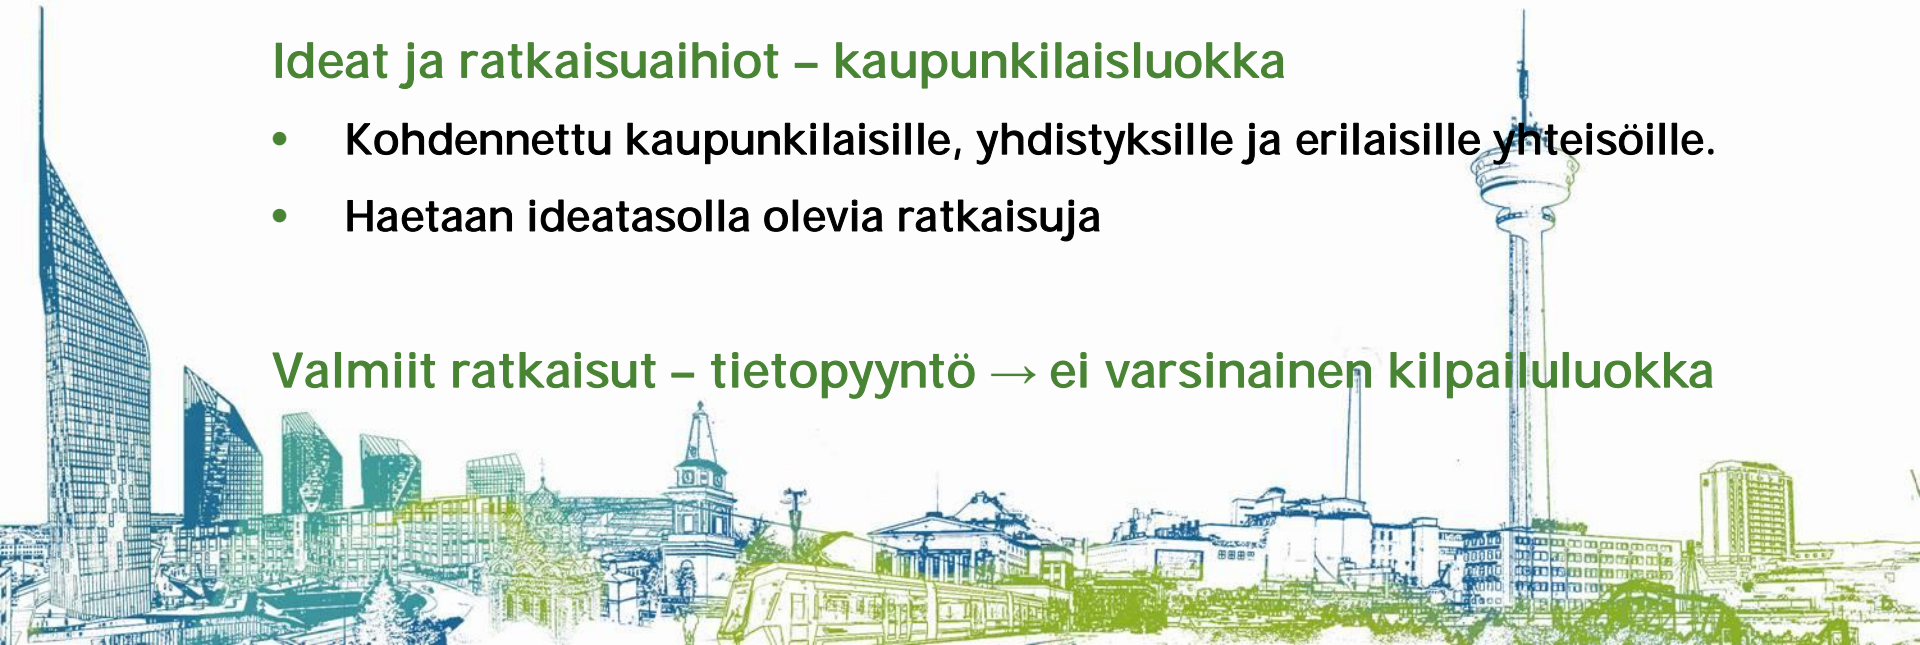 Ideat ja ratkaisuaihiot – kaupunkilaisluokka
• Kohdennettu kaupunkilaisille, yhdistyksille ja erilaisille yhteisöille.
• Haetaan ideatasolla olevia ratkaisuja
Valmiit ratkaisut – tietopyyntö → ei varsinainen kilpailuluokka